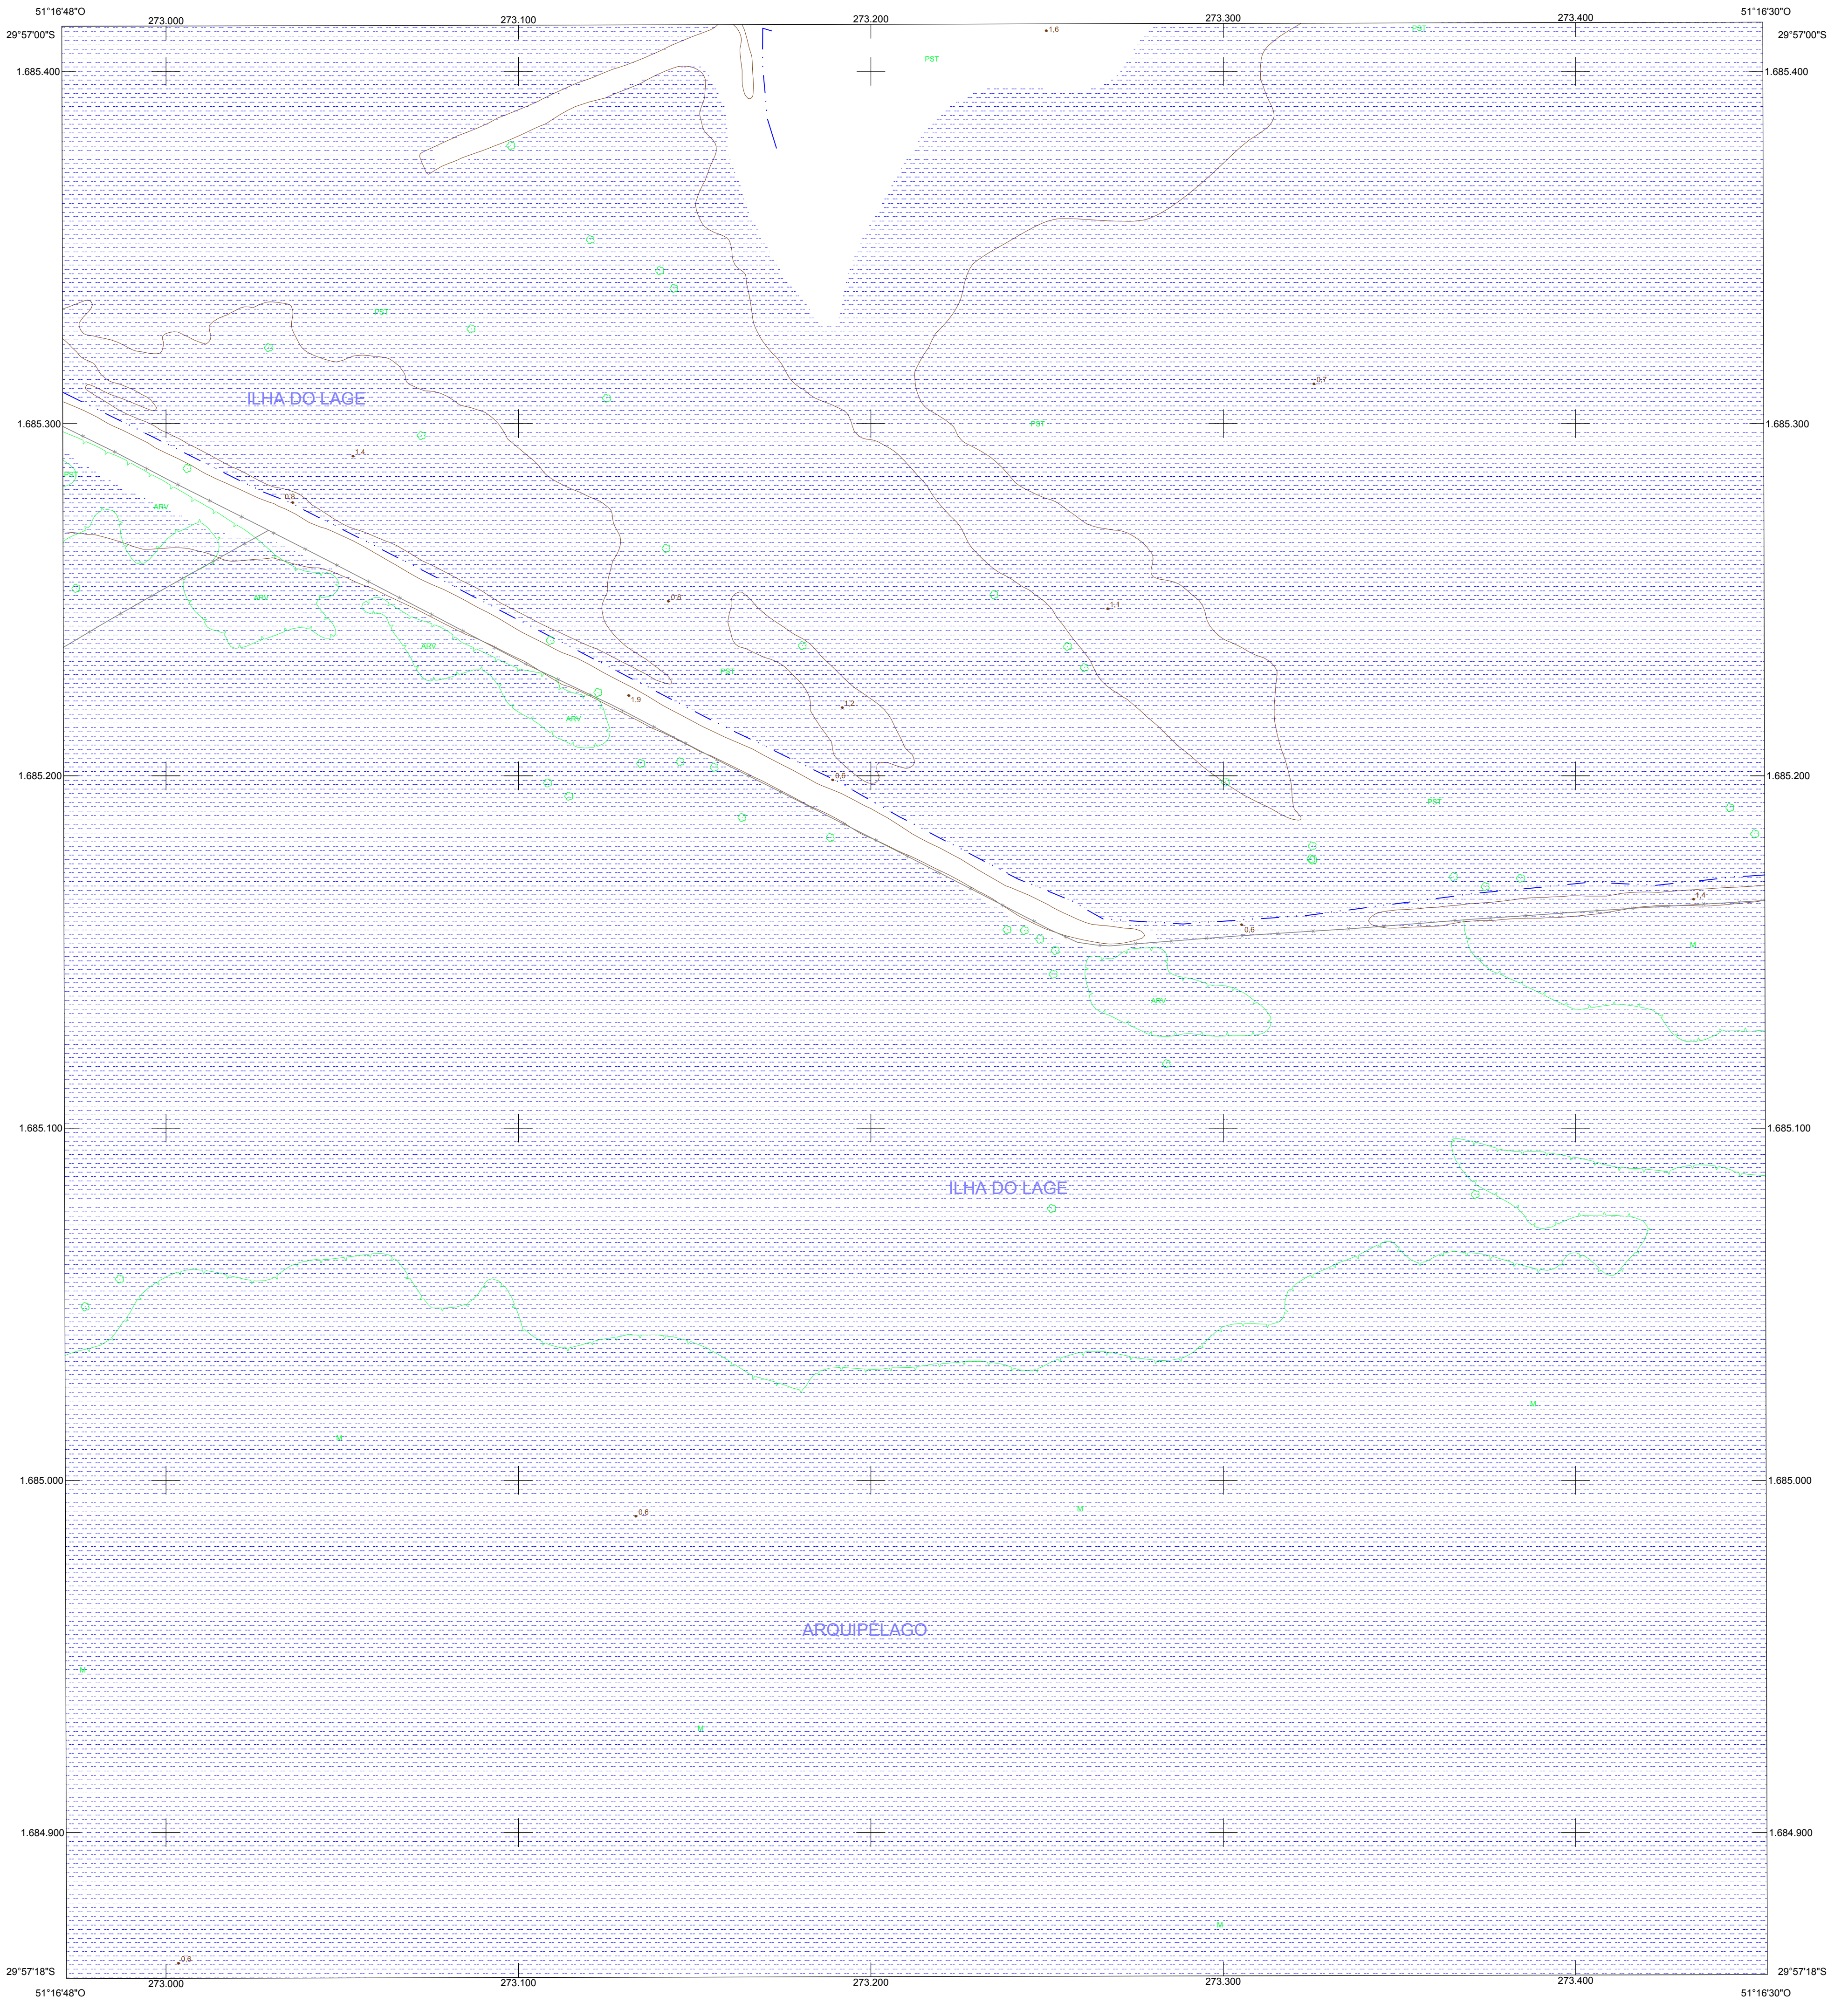 51°16'48"O
273.000
273.100
273.200
273.300
273.400
51°16'30"O
29°57'00"S
29°57'00"S
1,6
PST
PST
1.685.400
1.685.400
PST
0,7
ILHA DO LAGE
1.685.300
PST
1.685.300
1,4
PST
0,8
ARV
ARV
0,8
1,1
ARV
PST
1,9
1,2
ARV
1.685.200
0,6
1.685.200
PST
1,4
0,6
M
ARV
1.685.100
1.685.100
ILHA DO LAGE
M
M
1.685.000
1.685.000
M
0,6
ARQUIPÉLAGO
M
M
1.684.900
1.684.900
M
0,6
29°57'18"S
29°57'18"S
273.000
273.100
273.200
273.300
273.400
51°16'48"O
51°16'30"O